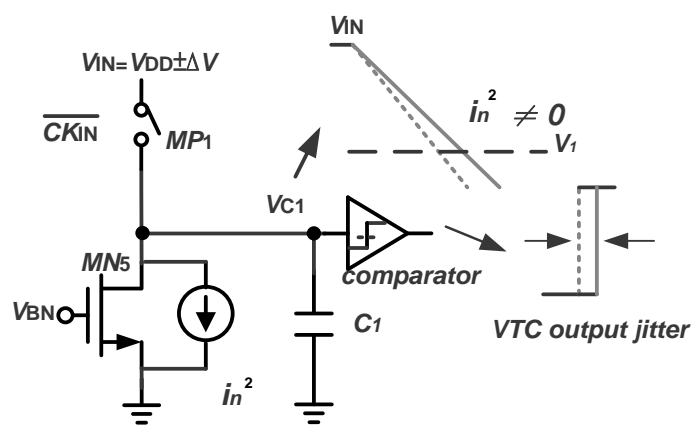 VIN
VIN=VDD±ΔV
in² ≠ 0
CKIN
MP1
V1
VC1
MN5
comparator
VBN
C1
VTC output jitter
in²